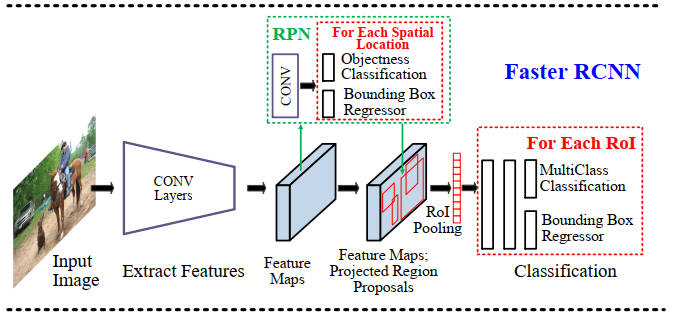 RPN
For Each Spatial
Location
CONV
Objectness
Classification
Bounding Box
Regressor
Faster RCNN
For Each RoI
CONV
Layers
MultiClass
Classification
RoI
Pooling
Bounding Box
Regressor
Input
Image
Extract Features
Feature
Maps
Feature Maps;
Projected Region
Proposals
Classification